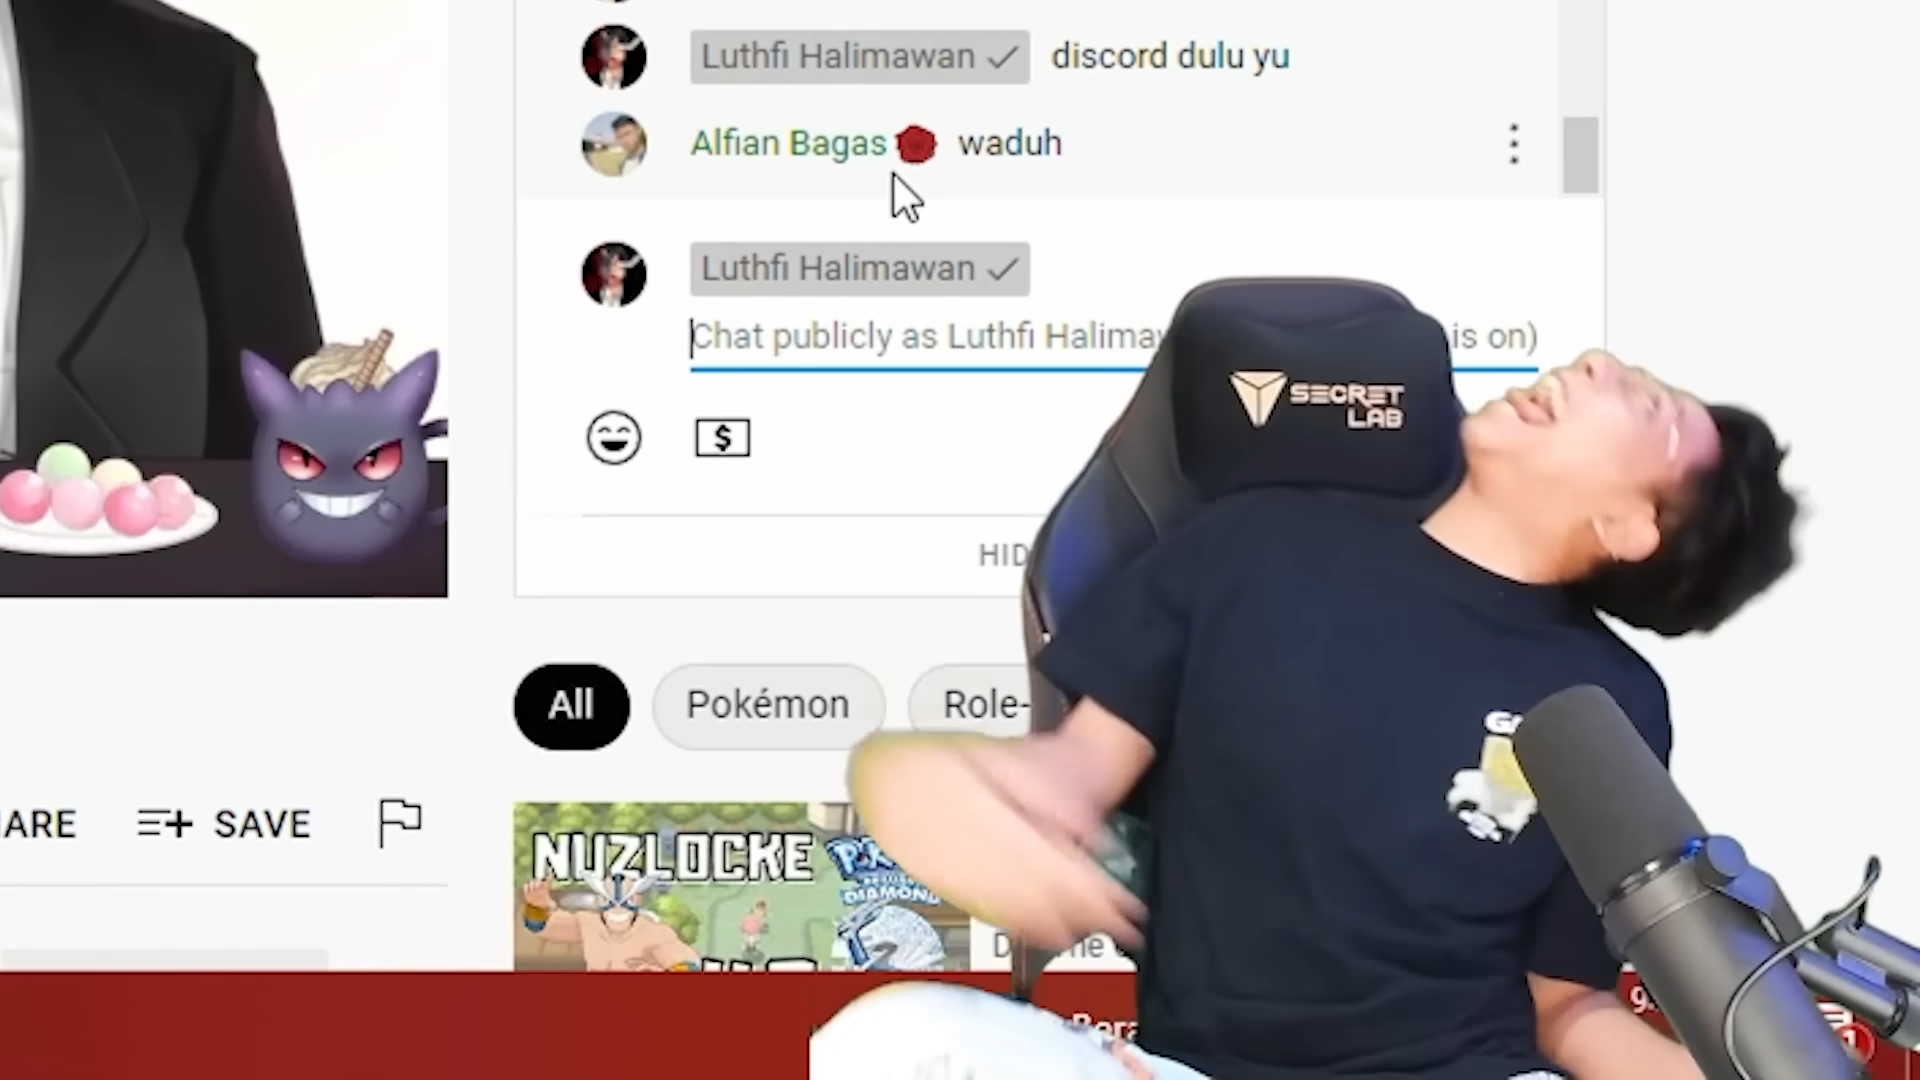 Luthfi Halimawan ✓ discord dulu yu
Alfian Bagas waduh
Luthfi Halimawan ✓
Chat publicly as Luthfi is on)
$
SECRET
LAB
HID
All
Pokémon
Role-
ARE
SAVE
NUZLOCKE
DIAMOND